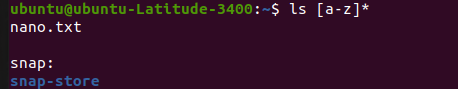 ubuntu@ubuntu-Latitude-3400:~$ ls [a-z]*
nano.txt
snap:
snap-store